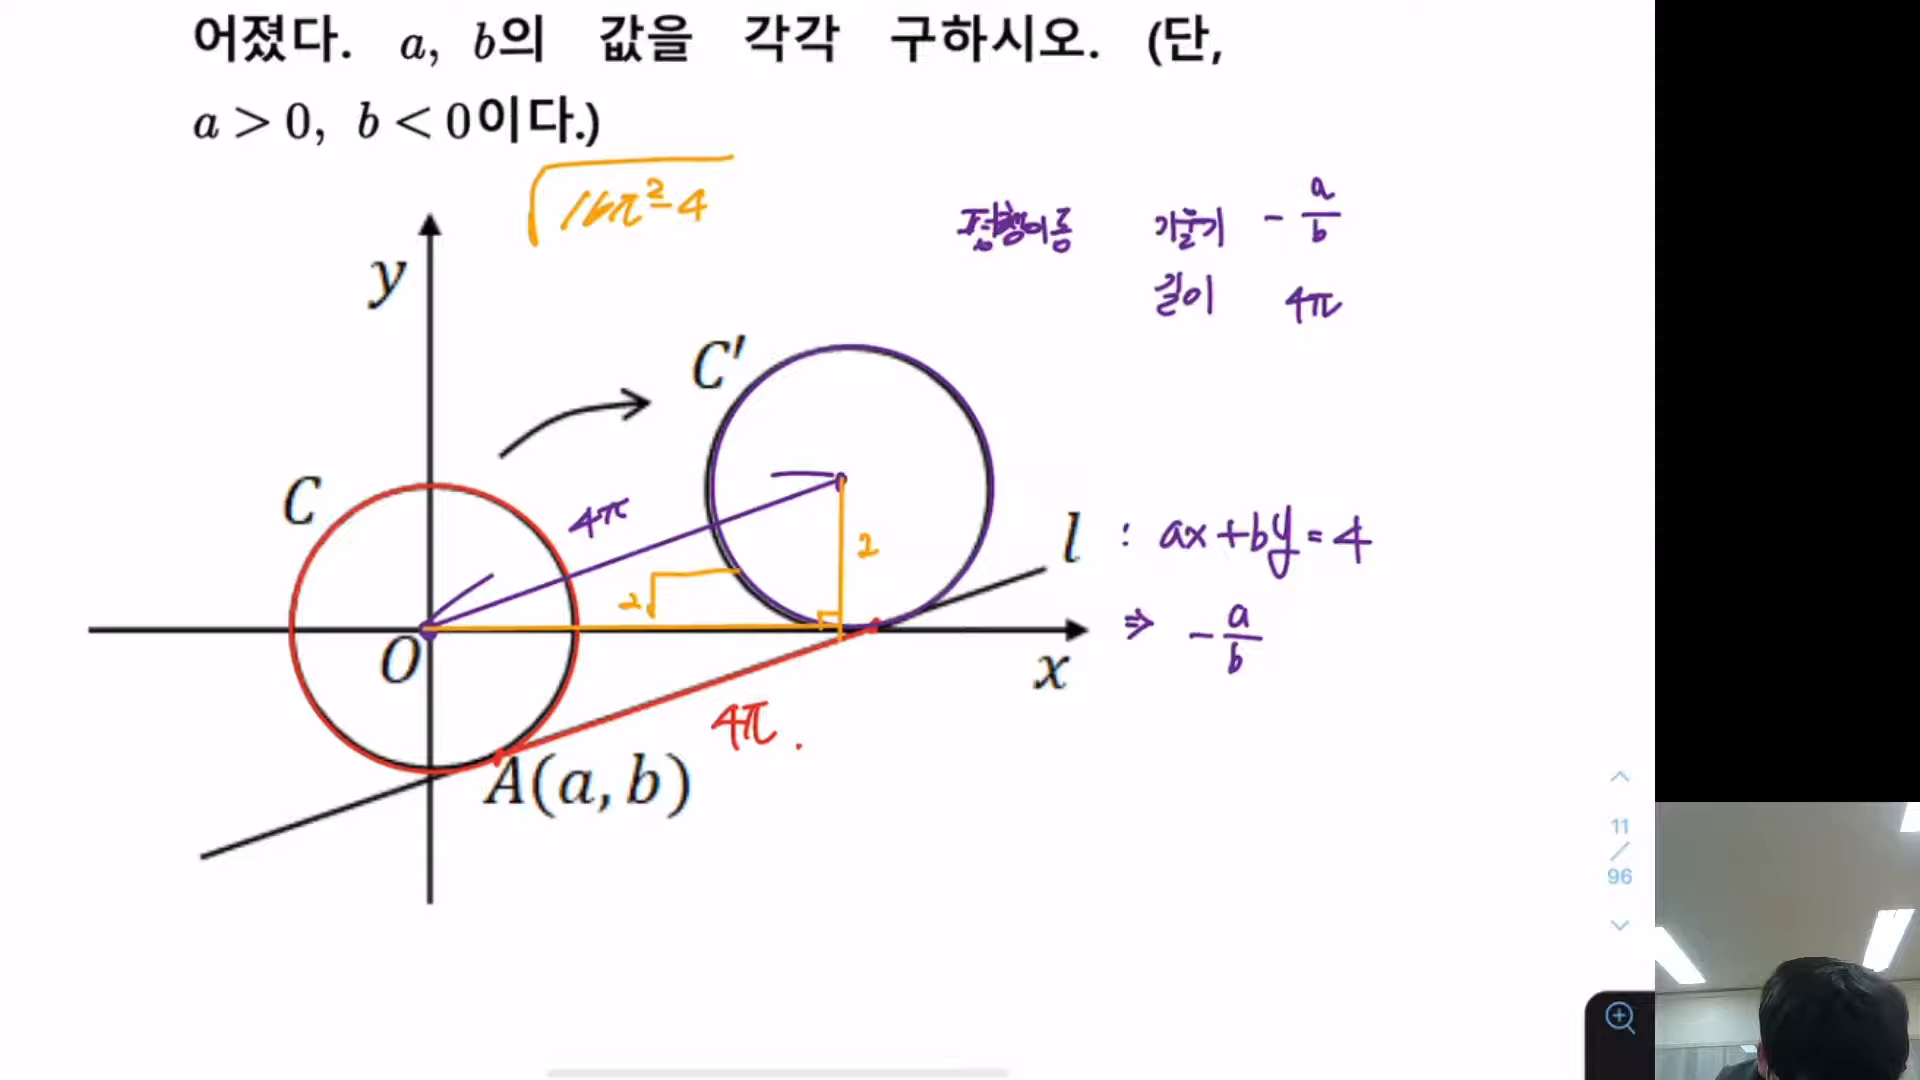 어졌다. a, b의 값을 각각 구하시오. (단,
a > 0, b < 0이다.)
√16π²-4
평행이동 기울기 - a/b
길이 4π
y
C'
C
4π
2
l : ax+by=4
2√
O
x
⇒ - a/b
4π.
A(a, b)
11
/
96